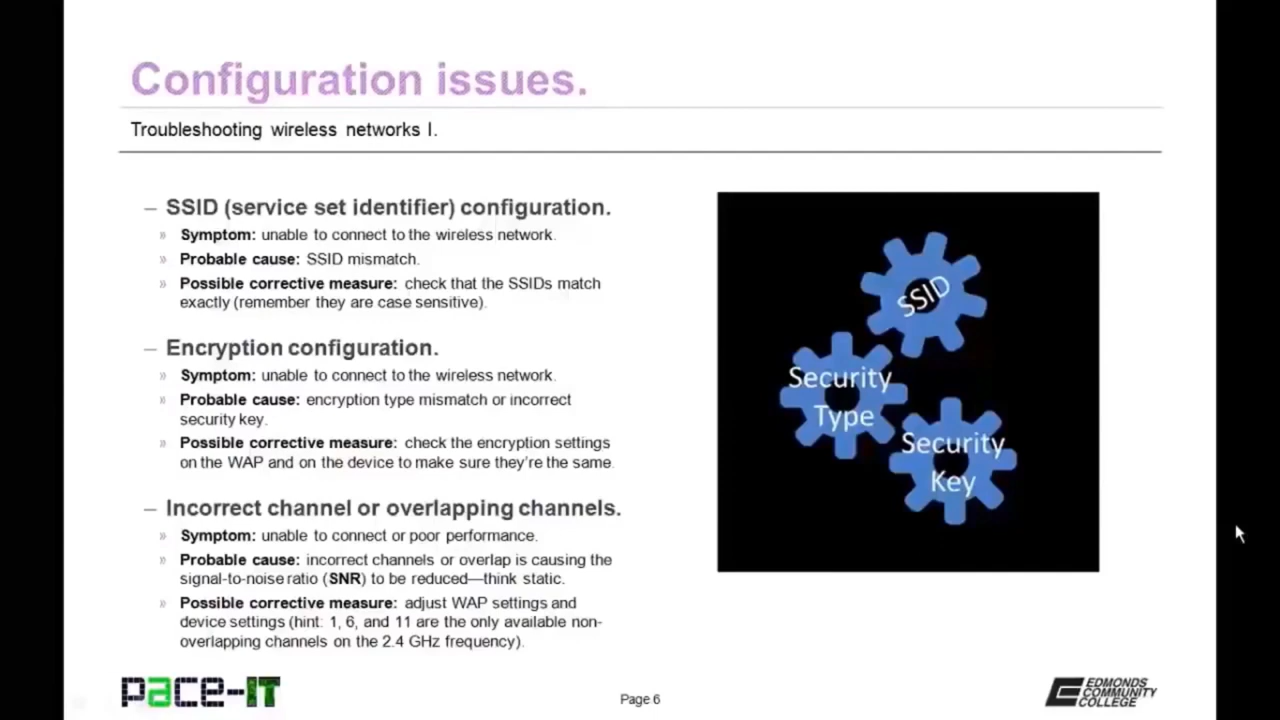 Configuration issues.
Troubleshooting wireless networks I.
– SSID (service set identifier) configuration.
» Symptom: unable to connect to the wireless network.
» Probable cause: SSID mismatch.
» Possible corrective measure: check that the SSIDs match
exactly (remember they are case sensitive).
– Encryption configuration.
» Symptom: unable to connect to the wireless network.
» Probable cause: encryption type mismatch or incorrect
security key.
» Possible corrective measure: check the encryption settings
on the WAP and on the device to make sure they're the same.
– Incorrect channel or overlapping channels.
» Symptom: unable to connect or poor performance.
» Probable cause: incorrect channels or overlap is causing the
signal-to-noise ratio (SNR) to be reduced—think static.
» Possible corrective measure: adjust WAP settings and
device settings (hint: 1, 6, and 11 are the only available non-
overlapping channels on the 2.4 GHz frequency).
SSID
Security
Type
Security
Key
PACE-IT
Page 6
EDMONDS
COMMUNITY
COLLEGE